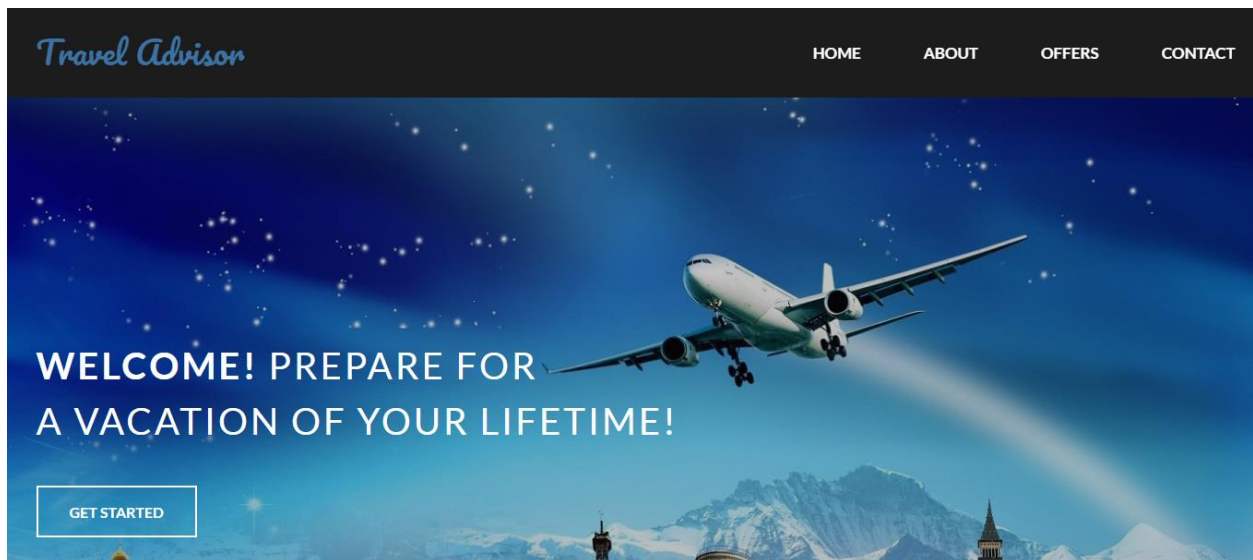 Travel Advisor
HOME ABOUT OFFERS CONTACT
WELCOME! PREPARE FOR
A VACATION OF YOUR LIFETIME!
GET STARTED